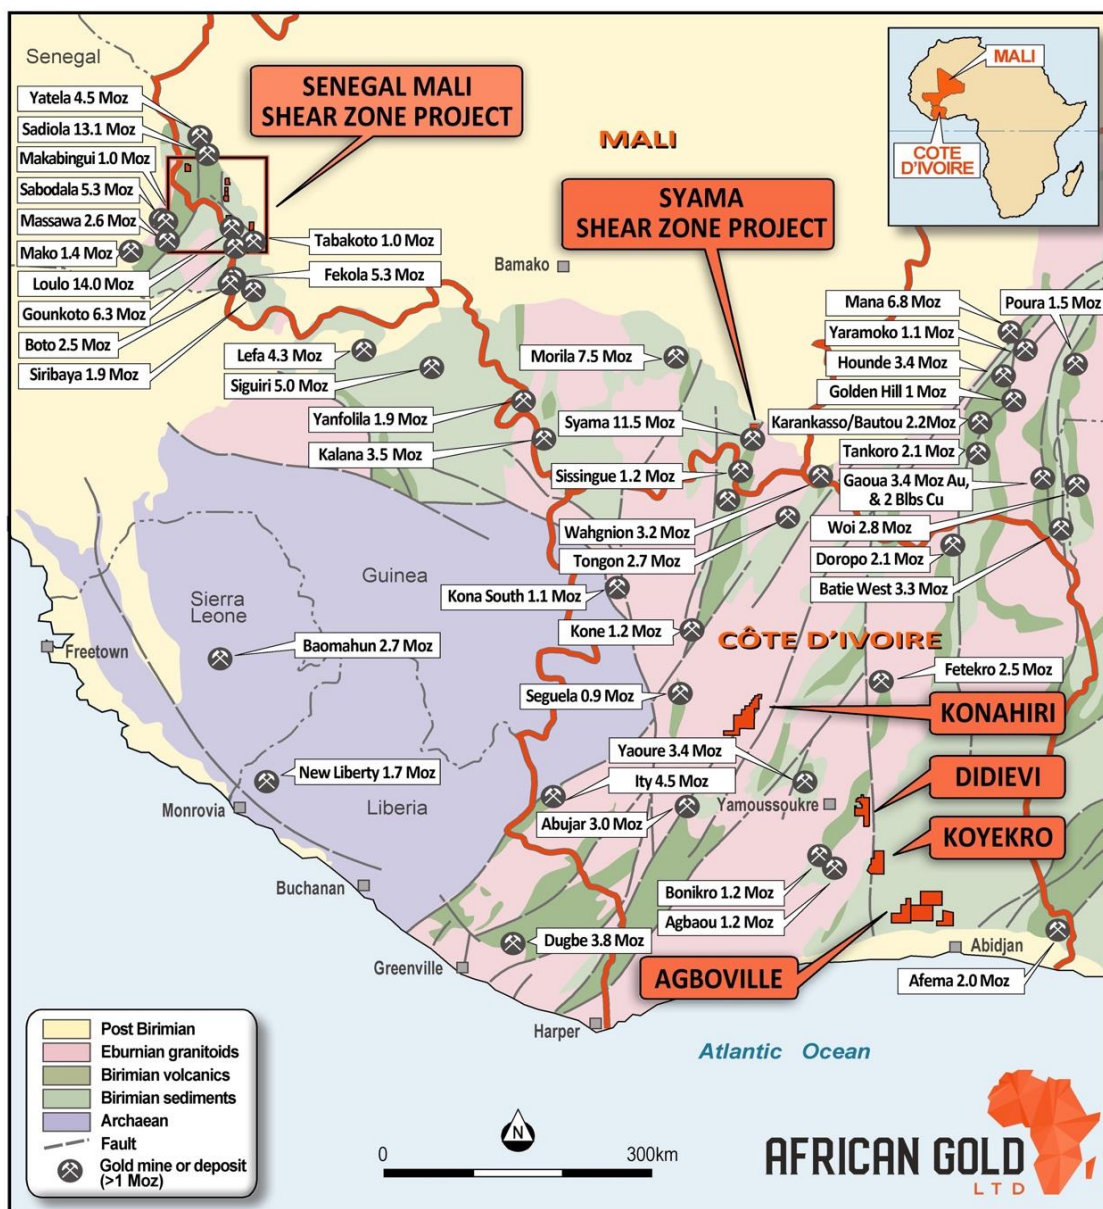 Senegal
SENEGAL MALI
SHEAR ZONE PROJECT
MALI
MALI
COTE
D'IVOIRE
Yatela 4.5 Moz
Sadiola 13.1 Moz
Makabingui 1.0 Moz
Sabodala 5.3 Moz
Massawa 2.6 Moz
Mako 1.4 Moz
Loulo 14.0 Moz
Gounkoto 6.3 Moz
Boto 2.5 Moz
Siribaya 1.9 Moz
Tabakoto 1.0 Moz
Fekola 5.3 Moz
SYAMA
SHEAR ZONE PROJECT
Bamako
Lefa 4.3 Moz
Siguiri 5.0 Moz
Yanfolila 1.9 Moz
Kalana 3.5 Moz
Morila 7.5 Moz
Syama 11.5 Moz
Sissingue 1.2 Moz
Wahgnion 3.2 Moz
Tongon 2.7 Moz
Mana 6.8 Moz
Poura 1.5 Moz
Yaramoko 1.1 Moz
Hounde 3.4 Moz
Golden Hill 1 Moz
Karankasso/Bautou 2.2Moz
Tankoro 2.1 Moz
Gaoua 3.4 Moz Au,
& 2 Blbs Cu
Woi 2.8 Moz
Doropo 2.1 Moz
Batie West 3.3 Moz
Guinea
Sierra
Leone
Kona South 1.1 Moz
Kone 1.2 Moz
CÔTE D'IVOIRE
Freetown
Baomahun 2.7 Moz
Fetekro 2.5 Moz
Seguela 0.9 Moz
KONAHIRI
Yaoure 3.4 Moz
New Liberty 1.7 Moz
Ity 4.5 Moz
DIDIEVI
Monrovia
Liberia
Abujar 3.0 Moz
Yamoussoukre
KOYEKRO
Buchanan
Bonikro 1.2 Moz
Agbaou 1.2 Moz
Dugbe 3.8 Moz
Abidjan
Greenville
AGBOVILLE
Afema 2.0 Moz
Harper
Atlantic Ocean
Post Birimian
Eburnian granitoids
Birimian volcanics
Birimian sediments
Archaean
Fault
Gold mine or deposit
(>1 Moz)
N
0 300km
AFRICAN GOLD
LTD